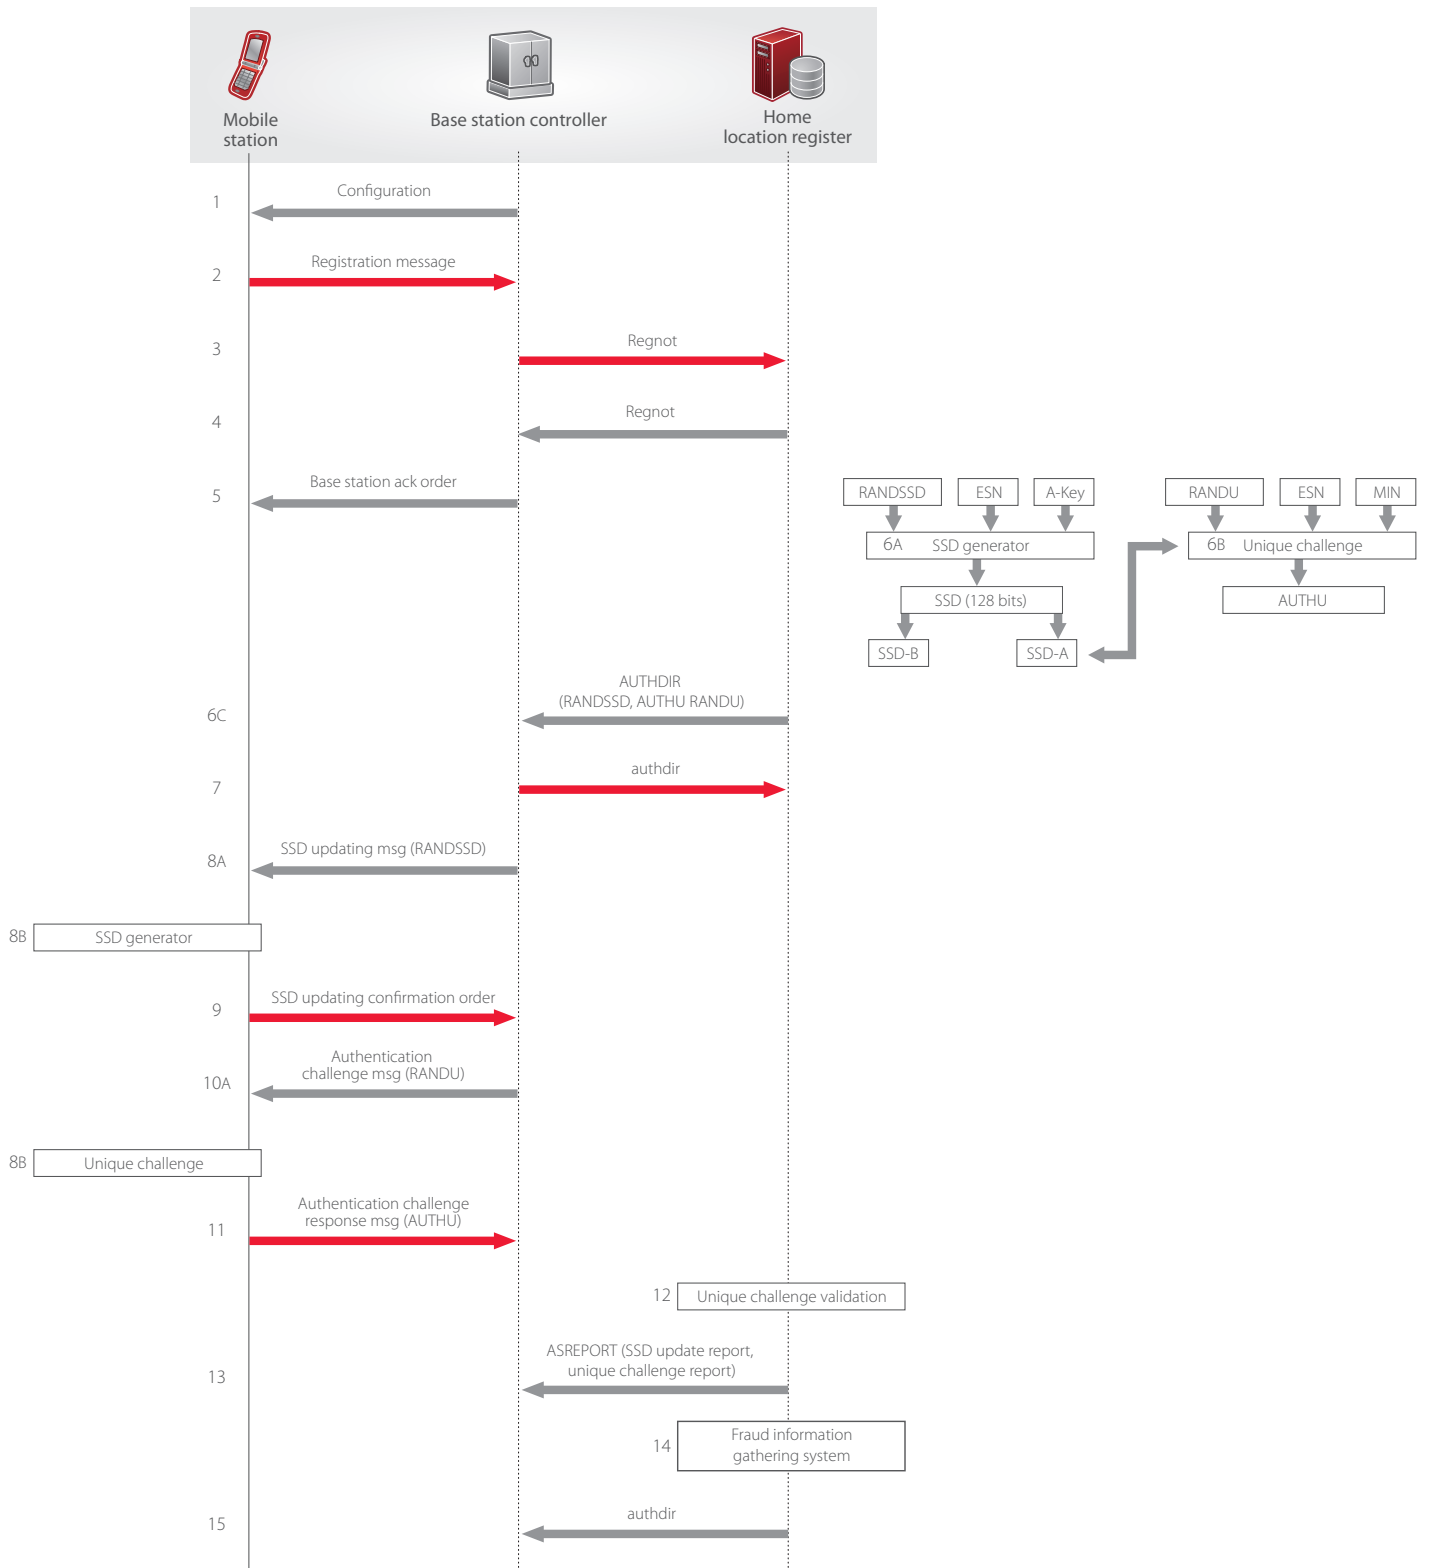 Mobile
station
Base station controller
Home
location register
1
Configuration
2
Registration message
3
Regnot
4
Regnot
5
Base station ack order
RANDSSD
ESN
A-Key
6A SSD generator
SSD (128 bits)
SSD-B
SSD-A
RANDU
ESN
MIN
6B Unique challenge
AUTHU
6C
AUTHDIR
(RANDSSD, AUTHU RANDU)
7
authdir
8A
SSD updating msg (RANDSSD)
8B
SSD generator
9
SSD updating confirmation order
10A
Authentication
challenge msg (RANDU)
8B
Unique challenge
11
Authentication challenge
response msg (AUTHU)
12
Unique challenge validation
13
ASREPORT (SSD update report,
unique challenge report)
14
Fraud information
gathering system
15
authdir